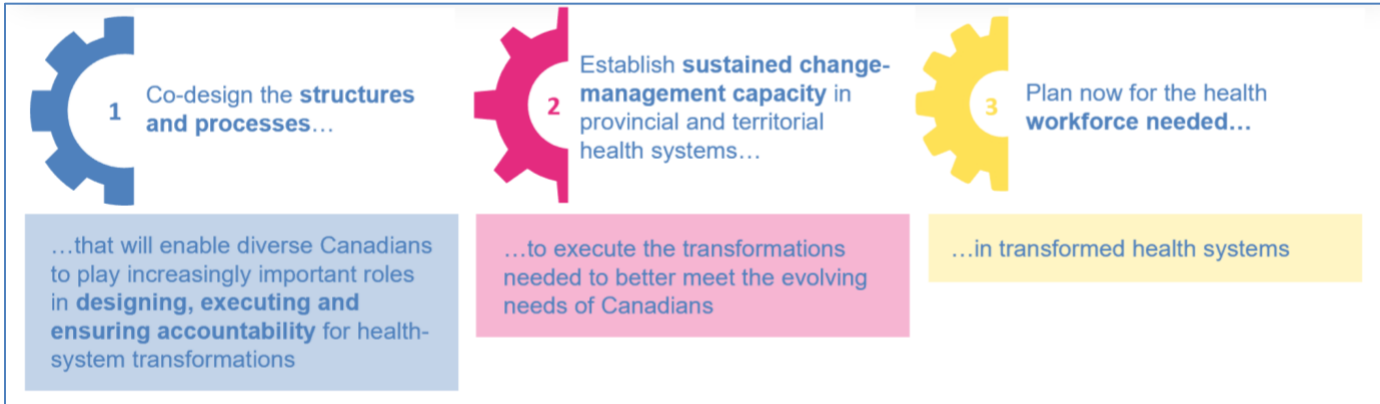 1
Co-design the structures
and processes…
…that will enable diverse Canadians
to play increasingly important roles
in designing, executing and
ensuring accountability for health-
system transformations
2
Establish sustained change-
management capacity in
provincial and territorial
health systems…
…to execute the transformations
needed to better meet the evolving
needs of Canadians
3
Plan now for the health
workforce needed…
…in transformed health systems